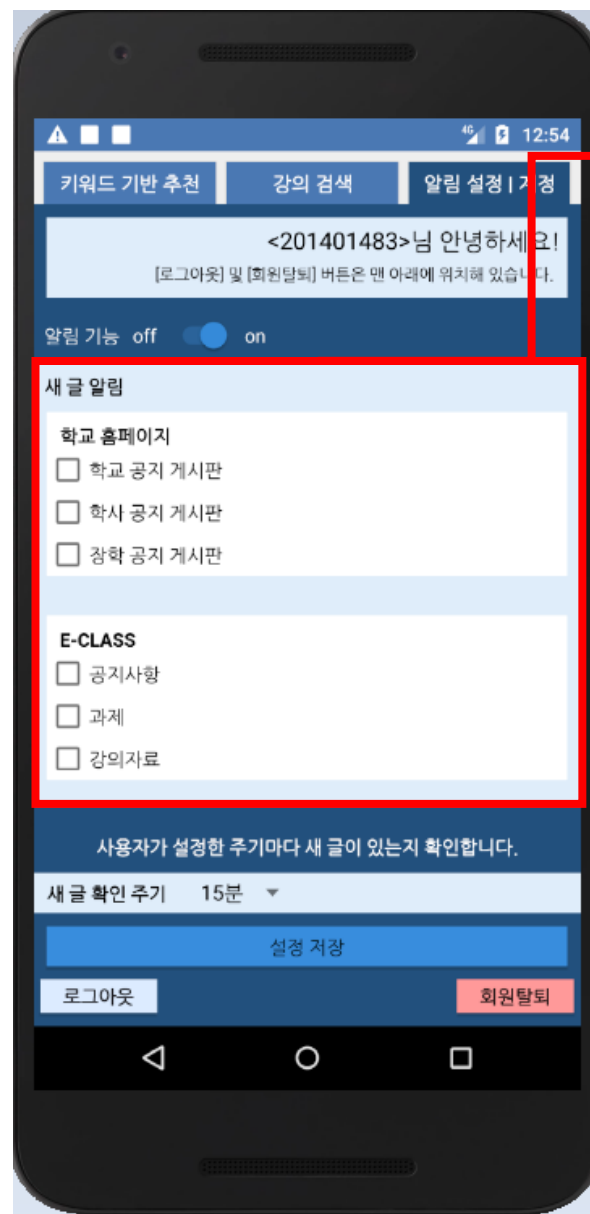 4G 12:54
키워드 기반 추천 강의 검색 알림 설정 | 계정
<201401483>님 안녕하세요!
[로그아웃] 및 [회원탈퇴] 버튼은 맨 아래에 위치해 있습니다.
알림 기능 off on
새 글 알림
학교 홈페이지
학교 공지 게시판
학사 공지 게시판
장학 공지 게시판
E-CLASS
공지사항
과제
강의자료
사용자가 설정한 주기마다 새 글이 있는지 확인합니다.
새 글 확인 주기 15분
설정 저장
로그아웃 회원탈퇴